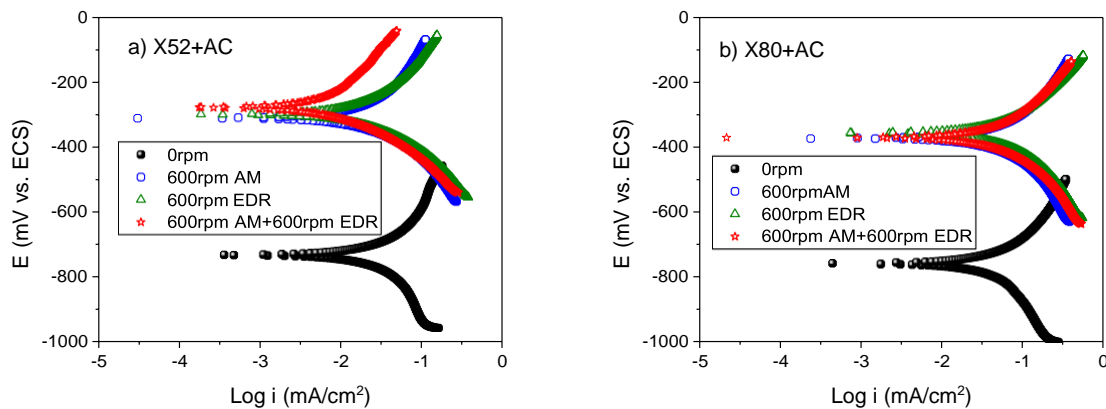 a) X52+AC
0
-200
-400
-600
-800
-1000
E (mV vs. ECS)
0rpm
600rpm AM
600rpm EDR
600rpm AM+600rpm EDR
-5 -4 -3 -2 -1 0
Log i (mA/cm²)
b) X80+AC
0
-200
-400
-600
-800
-1000
E (mV vs. ECS)
0rpm
600rpmAM
600rpm EDR
600rpm AM+600rpm EDR
-5 -4 -3 -2 -1 0
Log i (mA/cm²)